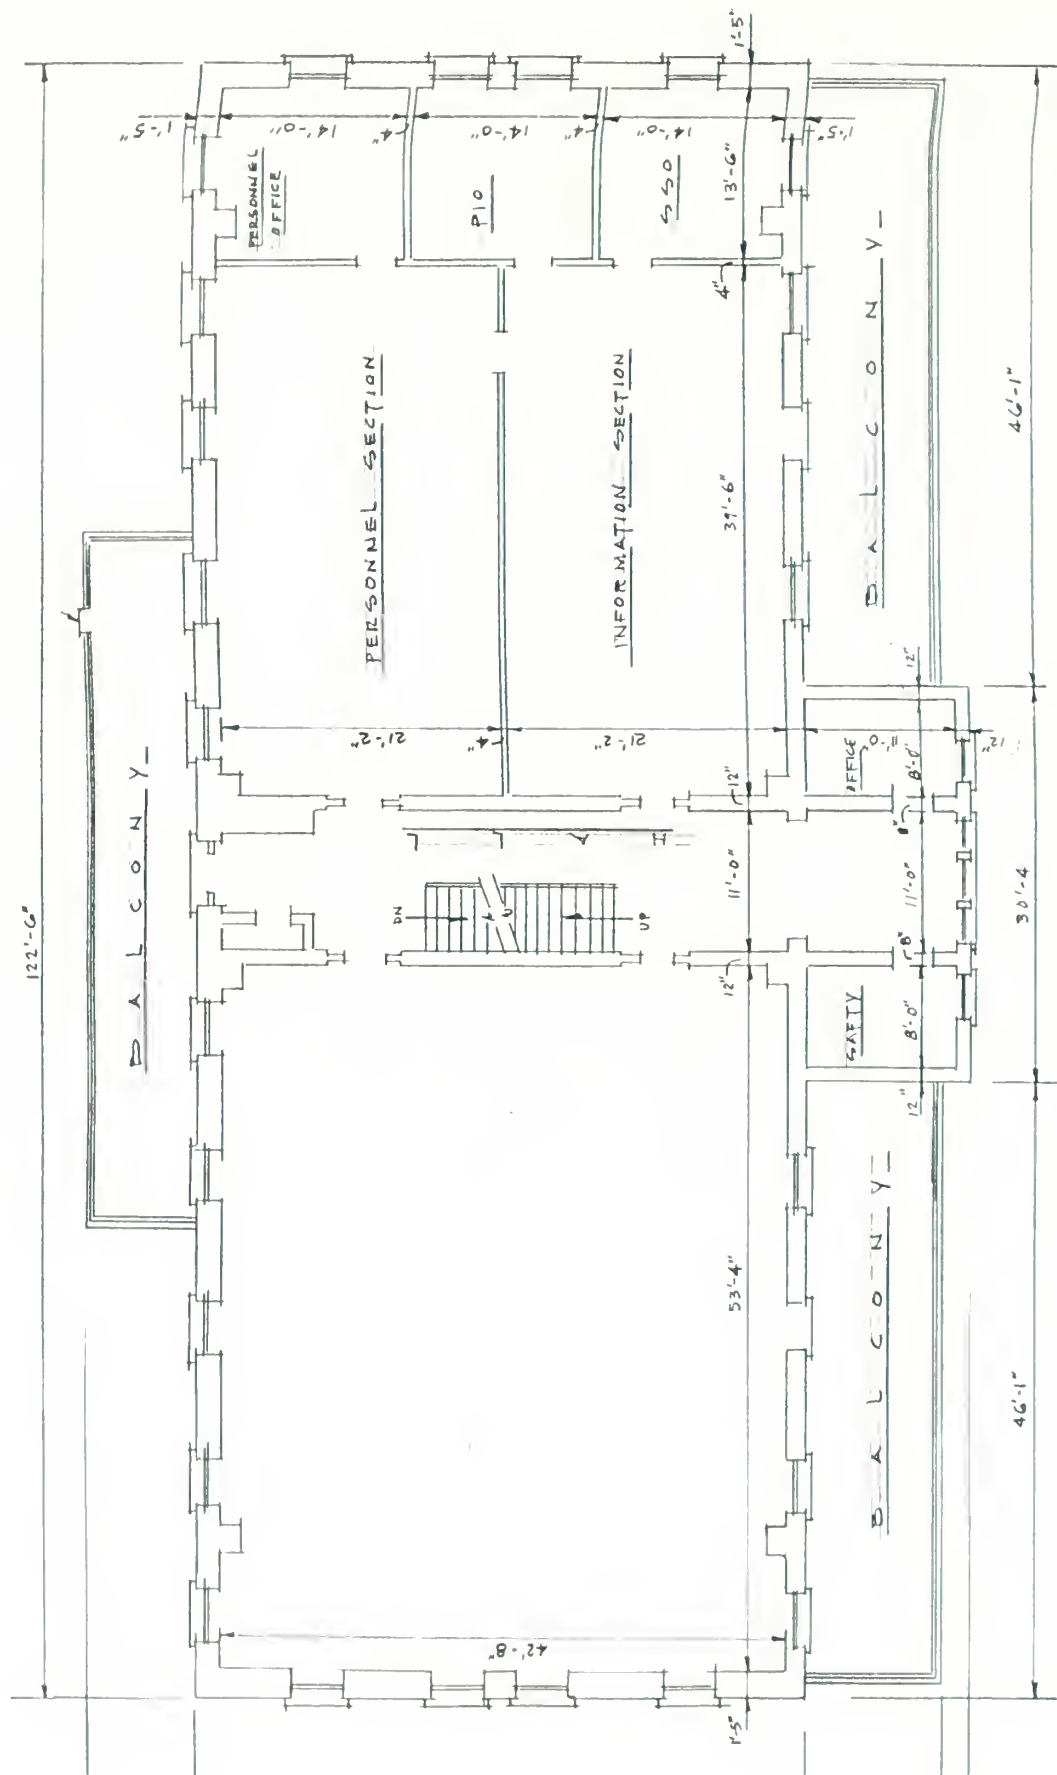 1'-5"
1'-5"
14'-0"
4"
14'-0"
4"
14'-0"
1'-5"
PERSONNEL
OFFICE
PIO
SSO
13'-6"
4"
BALCONY
46'-1"
PERSONNEL SECTION
INFORMATION SECTION
39'-6"
122'-6"
BALCONY
21'-2"
4"
21'-2"
12"
11'-0"
12"
OFFICE
8'-0"
12"
8"
DN
UP
11'-0"
11'-0"
30'-4
8"
12"
SAFTY
8'-0"
12"
53'-4"
BALCONY
46'-1"
42'-8"
1'-5"